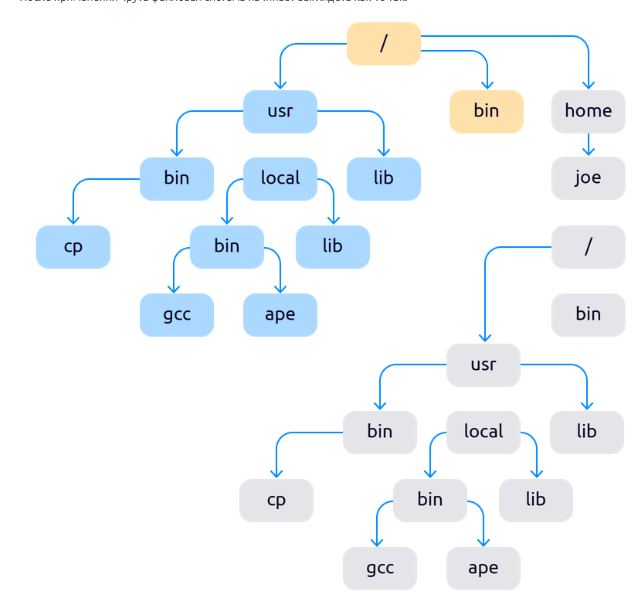 /
usr
bin
home
bin
local
lib
joe
cp
bin
lib
/
gcc
ape
bin
usr
bin
local
lib
cp
bin
lib
gcc
ape